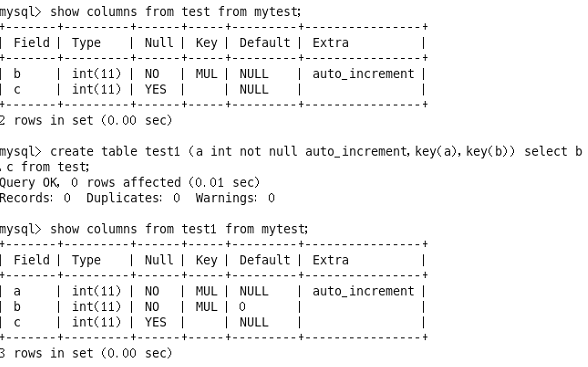 mysql> show columns from test from mytest;
+-------+---------+------+-----+---------+----------------+
| Field | Type    | Null | Key | Default | Extra          |
+-------+---------+------+-----+---------+----------------+
| b     | int(11) | NO   | MUL | NULL    | auto_increment |
| c     | int(11) | YES  |     | NULL    |                |
+-------+---------+------+-----+---------+----------------+
2 rows in set (0.00 sec)
mysql> create table test1 (a int not null auto_increment,key(a),key(b)) select b
,c from test;
Query OK, 0 rows affected (0.01 sec)
Records: 0  Duplicates: 0  Warnings: 0
mysql> show columns from test1 from mytest;
+-------+---------+------+-----+---------+----------------+
| Field | Type    | Null | Key | Default | Extra          |
+-------+---------+------+-----+---------+----------------+
| a     | int(11) | NO   | MUL | NULL    | auto_increment |
| b     | int(11) | NO   | MUL | 0       |                |
| c     | int(11) | YES  |     | NULL    |                |
+-------+---------+------+-----+---------+----------------+
3 rows in set (0.00 sec)